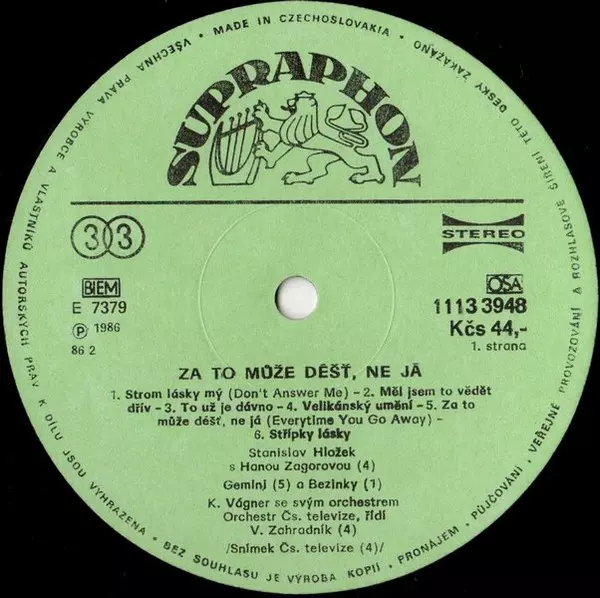 MADE IN CZECHOSLOVAKIA · VŠECHNA PRÁVA VÝROBCE A VLASTNÍKŮ AUTORSKÝCH PRÁV K DÍLU JSOU VYHRAZENA · BEZ SOUHLASU JE VÝROBA KOPIÍ · PRONÁJEM · PŮJČOVÁNÍ · VEŘEJNÉ PROVOZOVÁNÍ A ROZHLASOVÉ ŠÍŘENÍ TÉTO DESKY ZAKÁZÁNO
SUPRAPHON
33
STEREO
BIEM
OSA
E 7379
1113 3948
Ⓟ 1986
Kčs 44,-
86 2
1. strana
ZA TO MŮŽE DÉŠŤ, NE JÁ
1. Strom lásky mý (Don't Answer Me) – 2. Měl jsem to vědět
dřív – 3. To už je dávno – 4. Velikánský umění – 5. Za to
může déšť, ne já (Everytime You Go Away) –
6. Střípky lásky
Stanislav Hložek
s Hanou Zagorovou (4)
Gemini (5) a Bezinky (1)
K. Vágner se svým orchestrem
Orchestr Čs. televize, řídí
V. Zahradník (4)
/Snímek Čs. televize (4)/